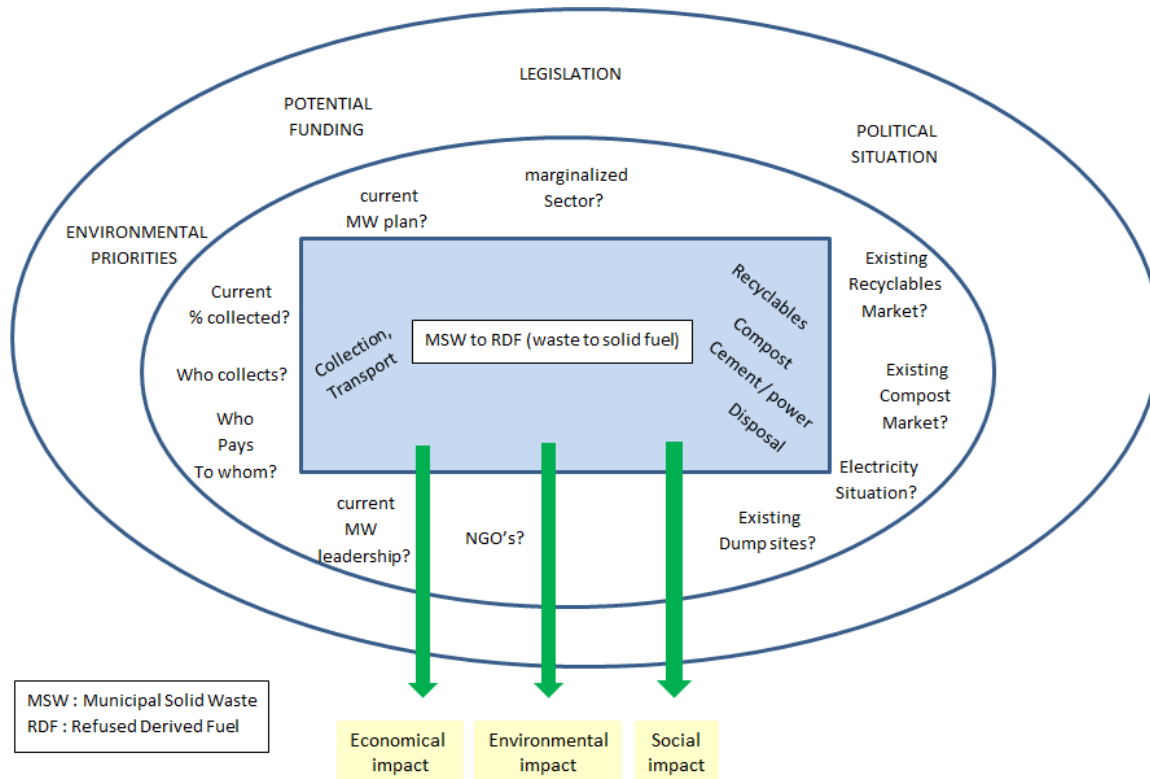 LEGISLATION
POTENTIAL
FUNDING
POLITICAL
SITUATION
marginalized
Sector?
current
MW plan?
ENVIRONMENTAL
PRIORITIES
Existing
Recyclables
Market?
Current
% collected?
Recyclables
MSW to RDF (waste to solid fuel)
Collection,
Transport
Compost
Cement/power
Disposal
Who collects?
Existing
Compost
Market?
Who
Pays
To whom?
Electricity
Situation?
current
MW
leadership?
NGO's?
Existing
Dump sites?
MSW : Municipal Solid Waste
RDF : Refused Derived Fuel
Economical
impact
Environmental
impact
Social
impact